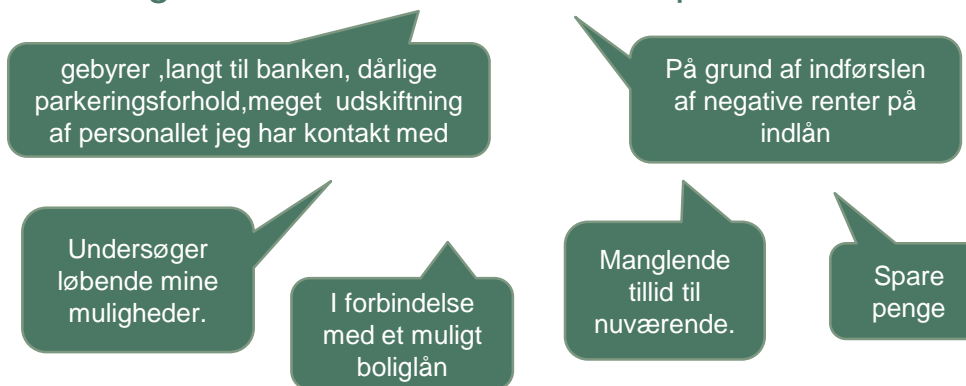 gebyrer ,langt til banken, dårlige
parkeringsforhold,meget udskiftning
af personallet jeg har kontakt med
På grund af indførslen
af negative renter på
indlån
Undersøger
løbende mine
muligheder.
I forbindelse
med et muligt
boliglån
Manglende
tillid til
nuværende.
Spare
penge